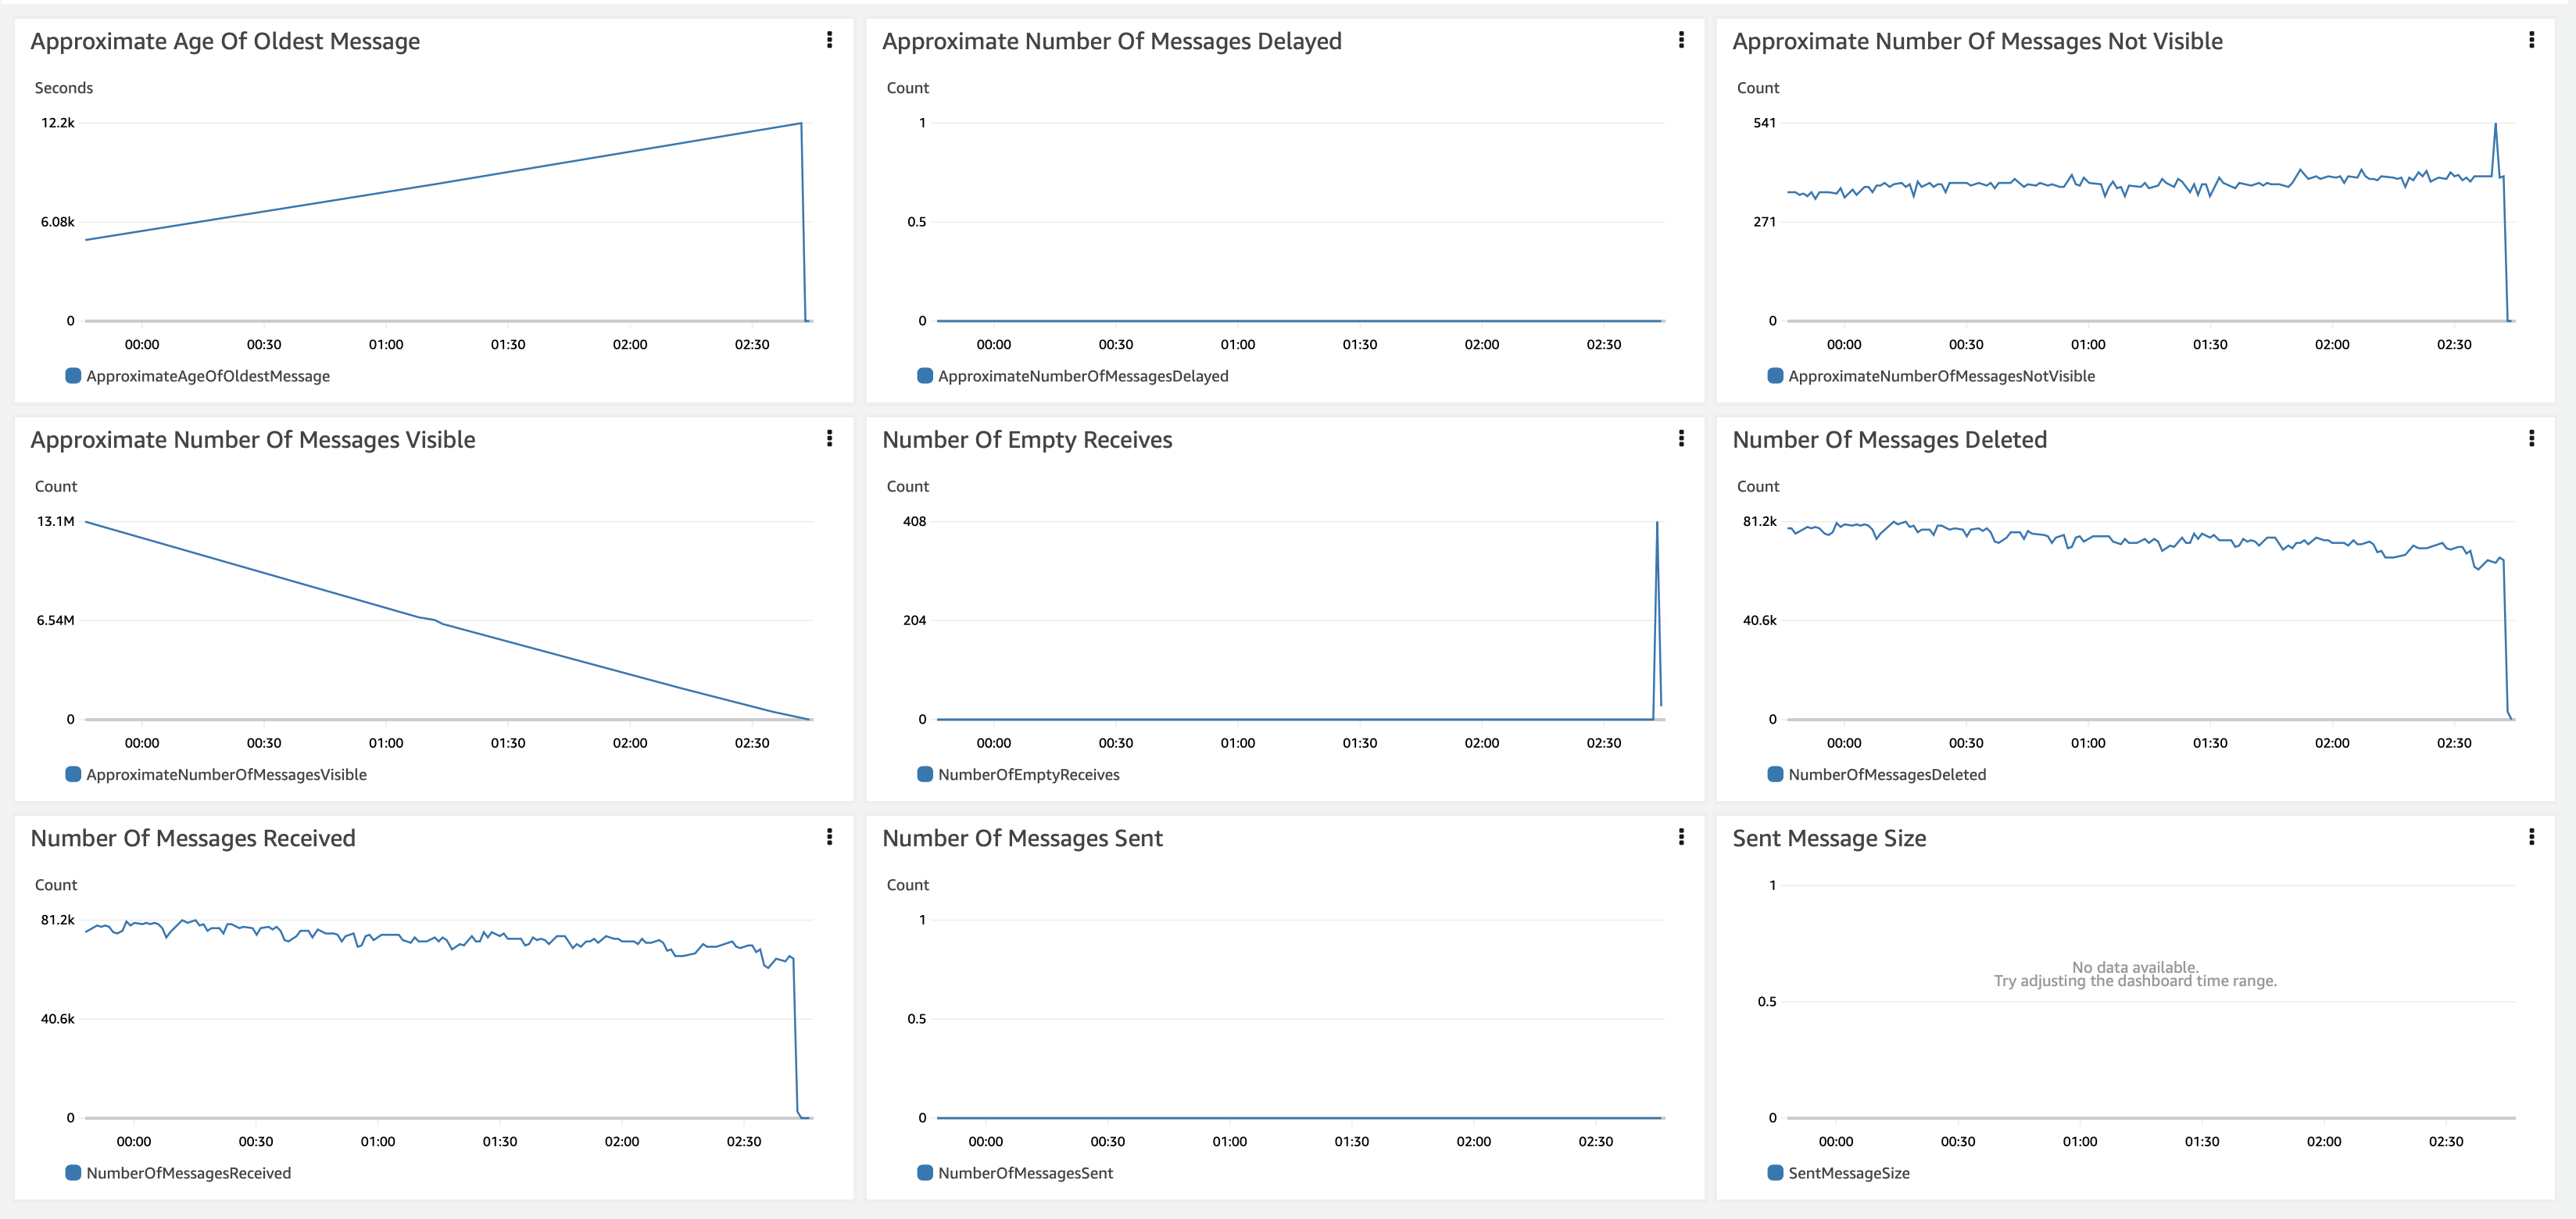 Approximate Age Of Oldest Message
Seconds
12.2k
6.08k
0
00:00 00:30 01:00 01:30 02:00 02:30
ApproximateAgeOfOldestMessage
Approximate Number Of Messages Delayed
Count
1
0.5
0
00:00 00:30 01:00 01:30 02:00 02:30
ApproximateNumberOfMessagesDelayed
Approximate Number Of Messages Not Visible
Count
541
271
0
00:00 00:30 01:00 01:30 02:00 02:30
ApproximateNumberOfMessagesNotVisible
Approximate Number Of Messages Visible
Count
13.1M
6.54M
0
00:00 00:30 01:00 01:30 02:00 02:30
ApproximateNumberOfMessagesVisible
Number Of Empty Receives
Count
408
204
0
00:00 00:30 01:00 01:30 02:00 02:30
NumberOfEmptyReceives
Number Of Messages Deleted
Count
81.2k
40.6k
0
00:00 00:30 01:00 01:30 02:00 02:30
NumberOfMessagesDeleted
Number Of Messages Received
Count
81.2k
40.6k
0
00:00 00:30 01:00 01:30 02:00 02:30
NumberOfMessagesReceived
Number Of Messages Sent
Count
1
0.5
0
00:00 00:30 01:00 01:30 02:00 02:30
NumberOfMessagesSent
Sent Message Size
1
No data available.
Try adjusting the dashboard time range.
0.5
0
00:00 00:30 01:00 01:30 02:00 02:30
SentMessageSize